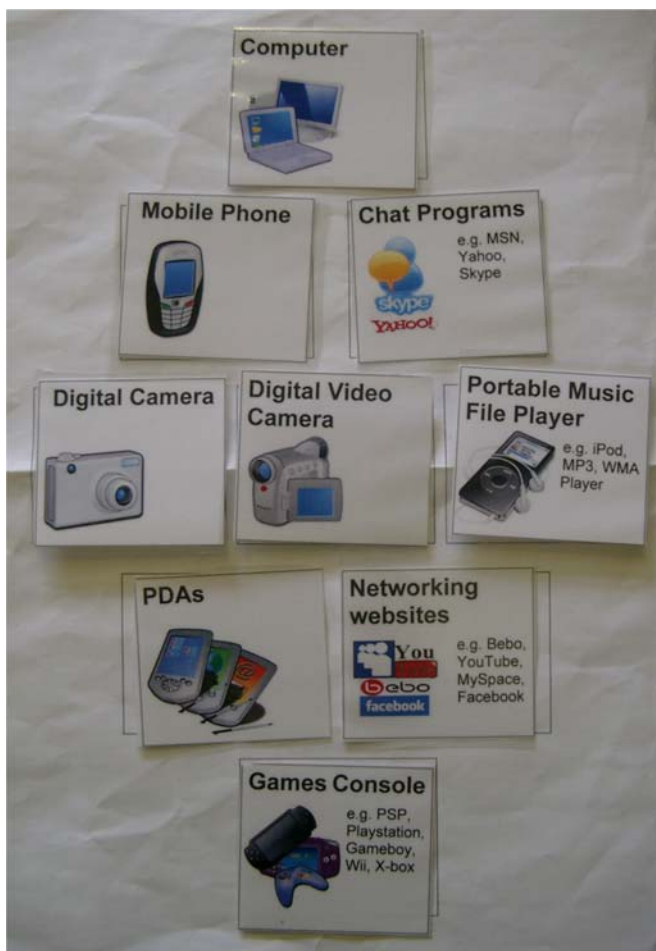 Computer
Mobile Phone
Chat Programs
e.g. MSN,
Yahoo,
Skype
skype
YAHOO!
Digital Camera
Digital Video
Camera
Portable Music
File Player
e.g. iPod,
MP3, WMA
Player
PDAs
Networking
websites
You
bebo
facebook
e.g. Bebo,
YouTube,
MySpace,
Facebook
Games Console
e.g. PSP,
Playstation,
Gameboy,
Wii, X-box